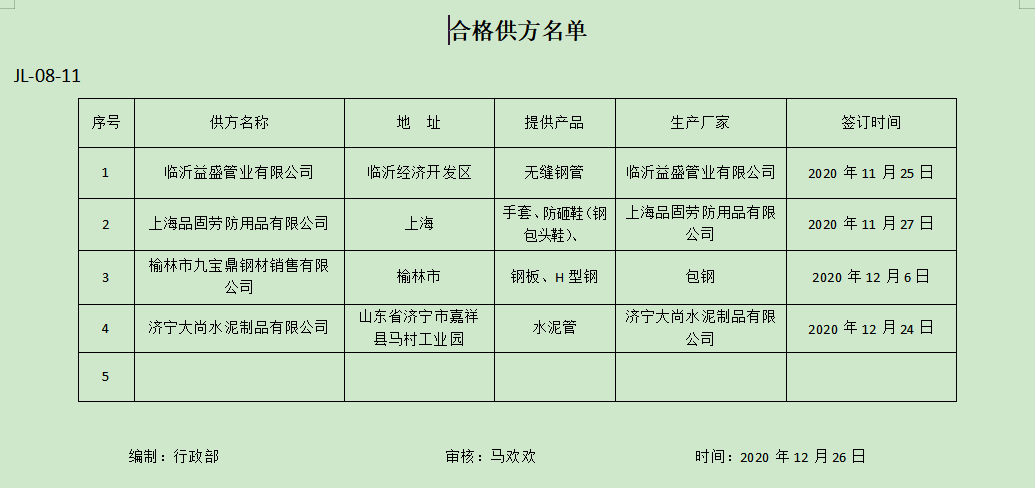 合格供方名单
JL-08-11
序号 供方名称 地 址 提供产品 生产厂家 签订时间
1 临沂益盛管业有限公司 临沂经济开发区 无缝钢管 临沂益盛管业有限公司 2020 年 11 月 25 日
2 上海品固劳防用品有限公司 上海 手套、防砸鞋（钢包头鞋）、 上海品固劳防用品有限公司 2020 年 11 月 27 日
3 榆林市九宝鼎钢材销售有限公司 榆林市 钢板、H 型钢 包钢 2020 年 12 月 6 日
4 济宁大尚水泥制品有限公司 山东省济宁市嘉祥县马村工业园 水泥管 济宁大尚水泥制品有限公司 2020 年 12 月 24 日
5
编制：行政部 审核：马欢欢 时间：2020 年 12 月 26 日